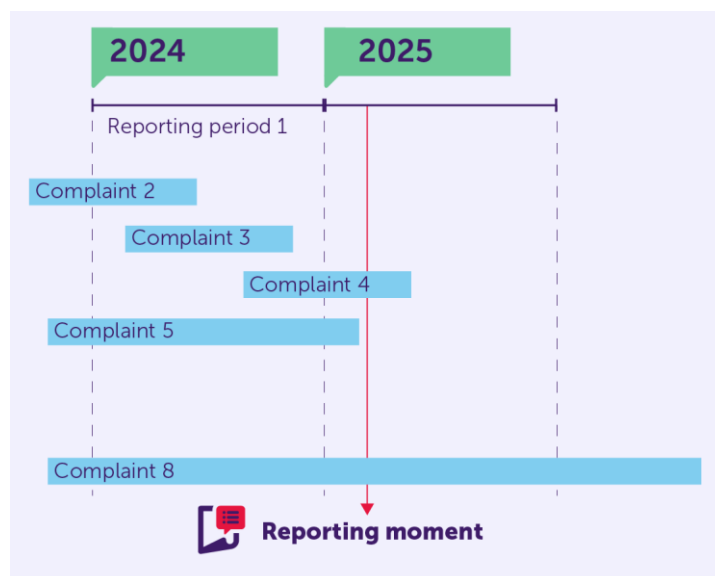 2024
2025
Reporting period 1
Complaint 2
Complaint 3
Complaint 4
Complaint 5
Complaint 8
Reporting moment